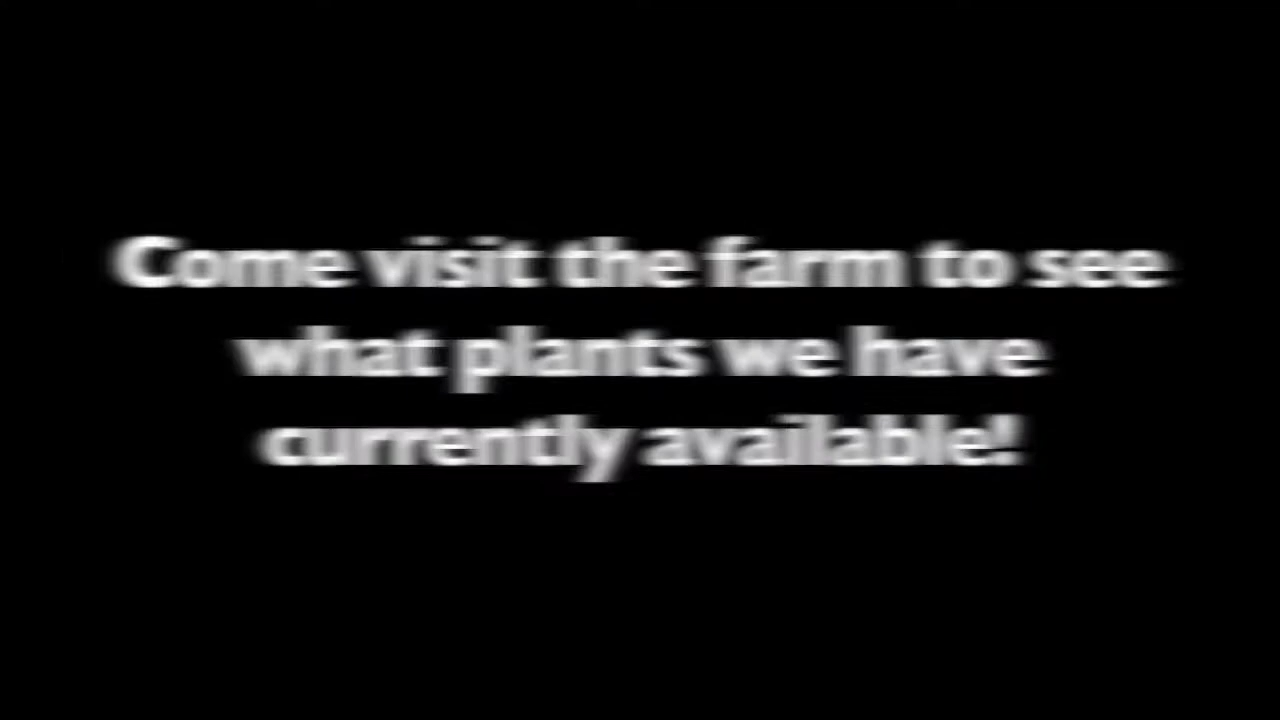 Come visit the farm to see
what plants we have
currently available!